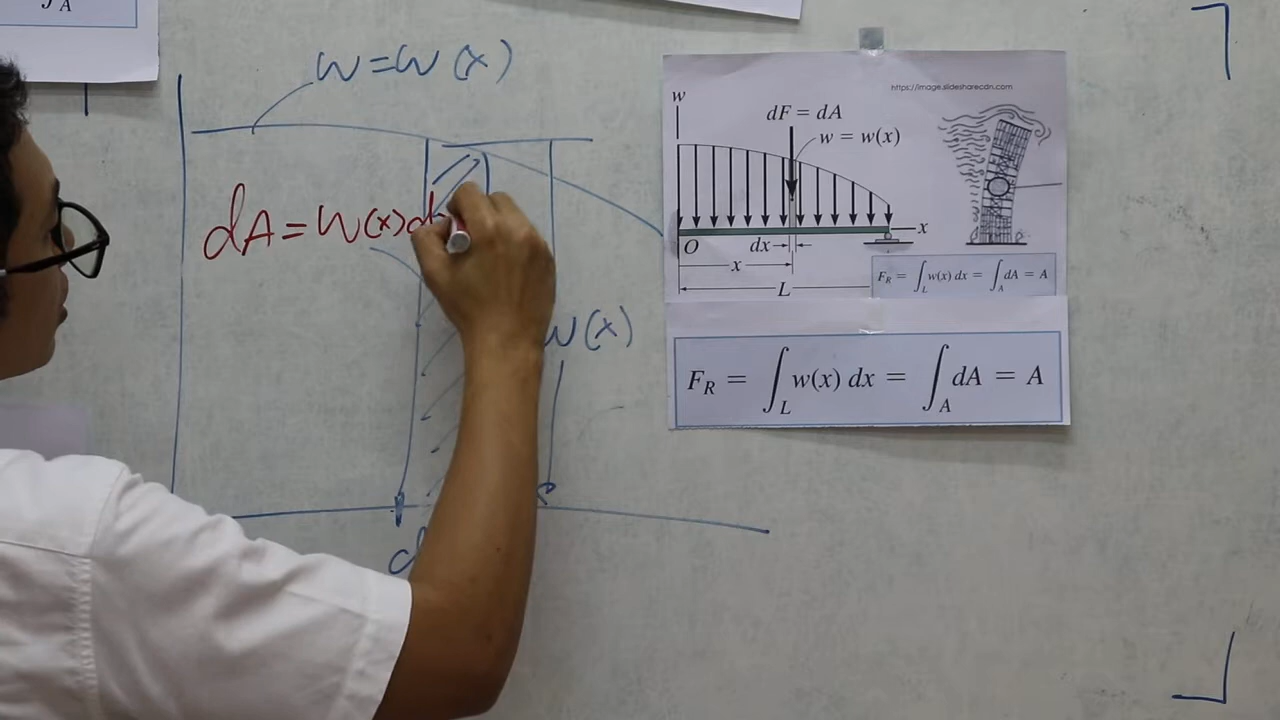 A
w = w(x)
dA = w(x) d
w(x)
d
https://image.slidesharecdn.com
w
dF = dA
w = w(x)
x
O
dx
x
L
F_R = ∫_L w(x) dx = ∫_A dA = A
F_R = ∫_L w(x) dx = ∫_A dA = A